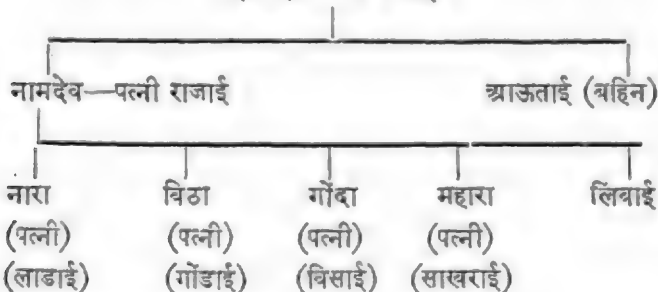 नामदेव—पत्नी राजाई आऊताई (बहिन)
नारा विठा गोंदा महारा लिंबाई
(पत्नी) (पत्नी) (पत्नी) (पत्नी)
(लाडाई) (गोंडाई) (विसाई) (साखराई)